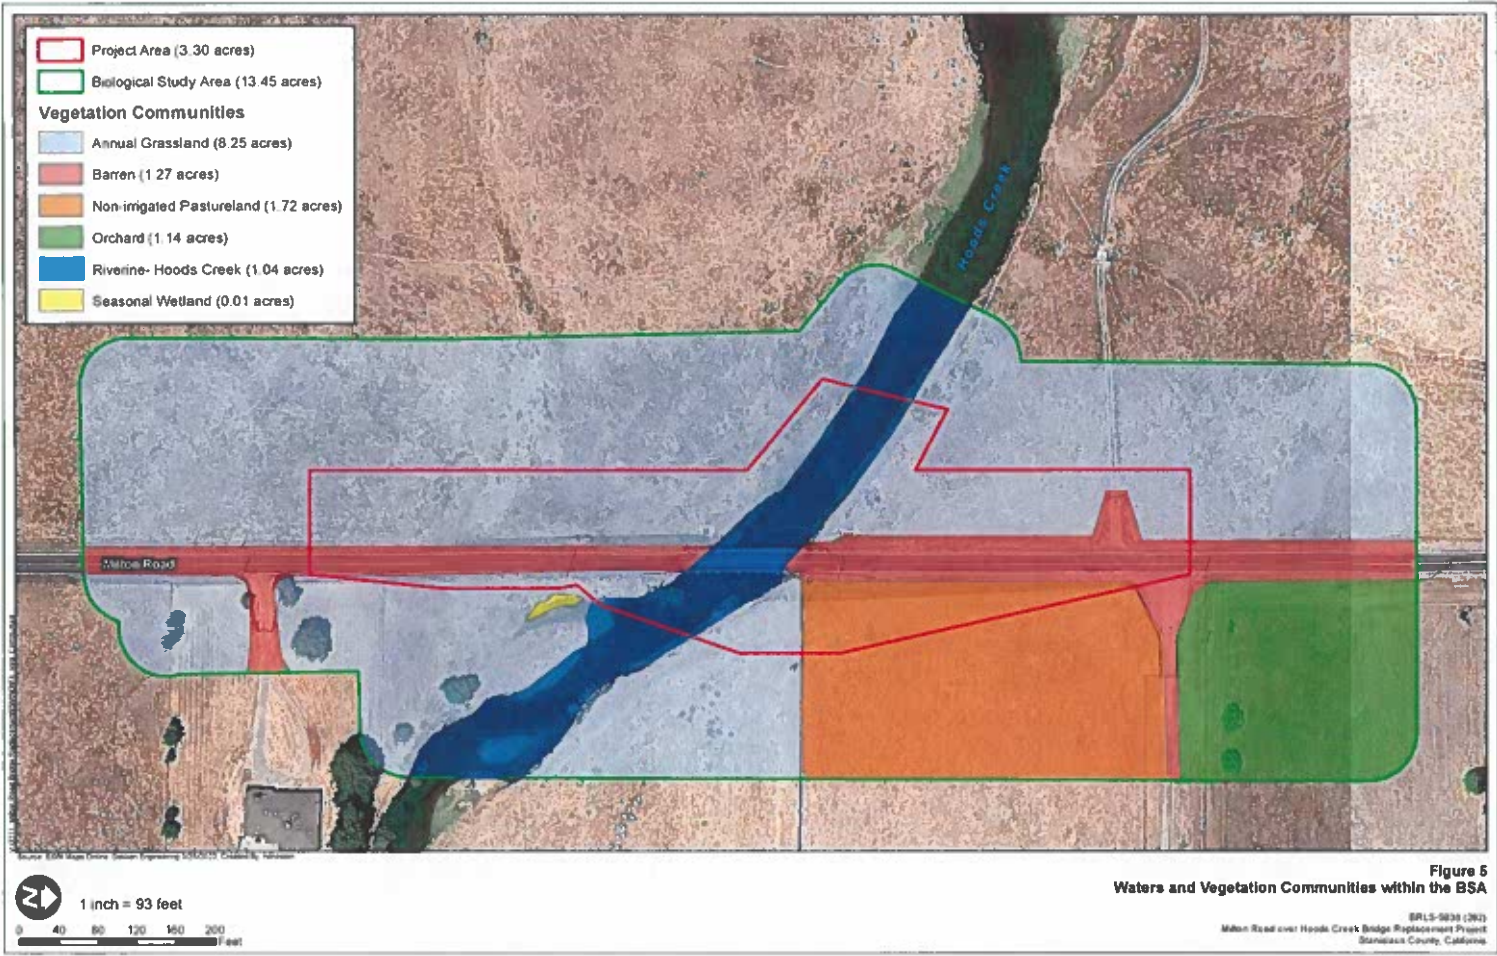 Project Area (3.30 acres)
Biological Study Area (13.45 acres)
Vegetation Communities
Annual Grassland (8.25 acres)
Barren (1.27 acres)
Non-irrigated Pastureland (1.72 acres)
Orchard (1.14 acres)
Riverine- Hoods Creek (1.04 acres)
Seasonal Wetland (0.01 acres)
Hoods Creek
Milton Road
Figure 5
Waters and Vegetation Communities within the BSA
N
1 inch = 93 feet
0 40 80 120 160 200
Feet
BRLS-5938 (262)
Milton Road over Hoods Creek Bridge Replacement Project
Stanislaus County, California